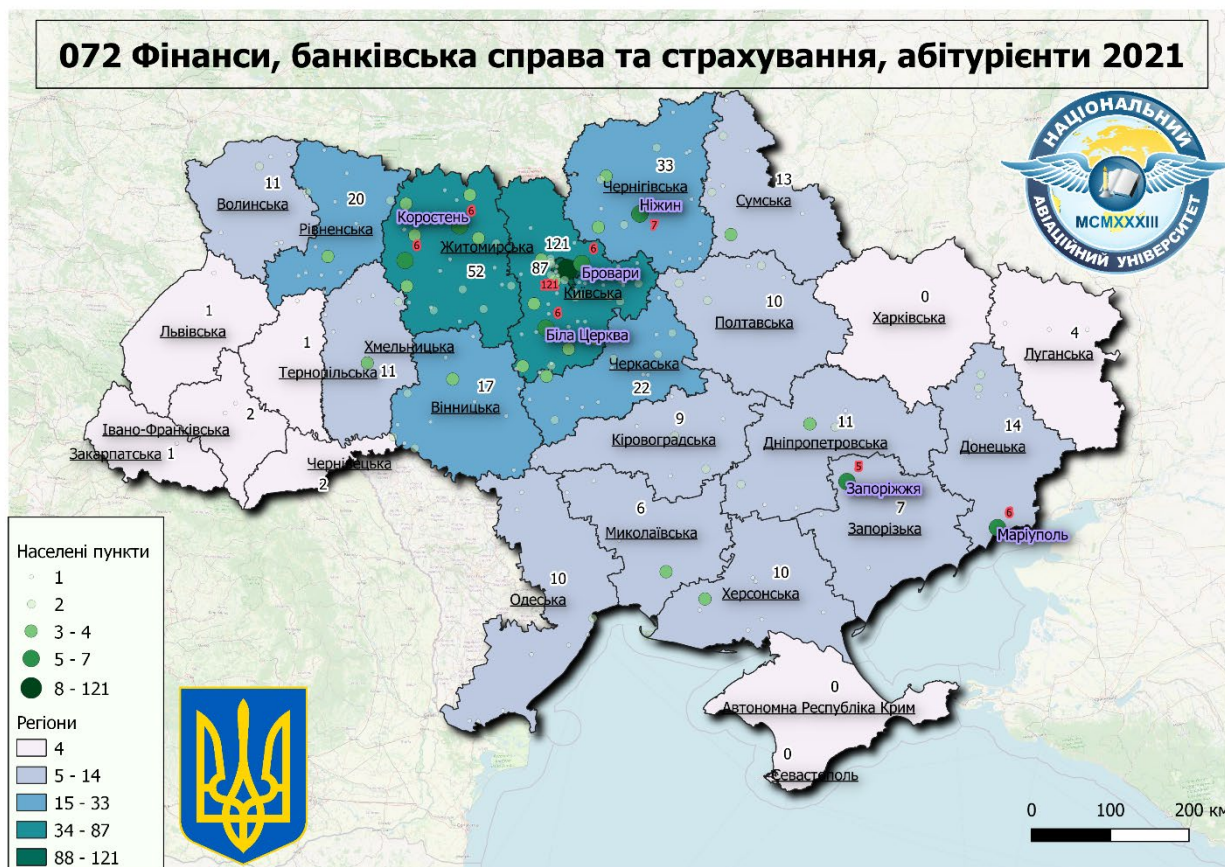 072 Фінанси, банківська справа та страхування, абітурієнти 2021
НАЦІОНАЛЬНИЙ
АВІАЦІЙНИЙ УНІВЕРСИТЕТ
MCMXXXIII
11
Волинська
20
Рівненська
Коростень
6
6
Житомирська
52
121
87
121
6
Бровари
Київська
6
Біла Церква
33
Чернігівська
Ніжин
7
13
Сумська
1
Львівська
1
Тернопільська
Хмельницька
11
17
Вінницька
Черкаська
22
10
Полтавська
0
Харківська
4
Луганська
2
Івано-Франківська
Закарпатська
1
Чернівецька
2
9
Кіровоградська
11
Дніпропетровська
14
Донецька
5
Запоріжжя
7
Запорізька
6
Маріуполь
6
Миколаївська
10
Одеська
10
Херсонська
0
Автономна Республіка Крим
0
Севастополь
Населені пункти
1
2
3 - 4
5 - 7
8 - 121
Регіони
4
5 - 14
15 - 33
34 - 87
88 - 121
0 100 200 км